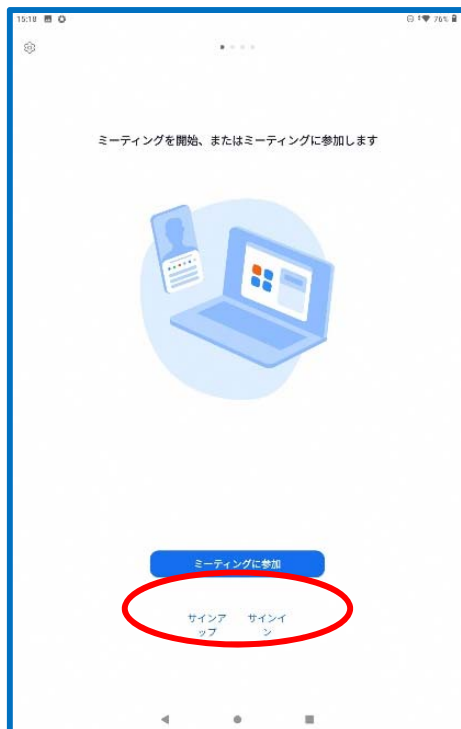 15:18
76%
ミーティングを開始、またはミーティングに参加します
ミーティングに参加
サインア
ップ
サインイ
ン